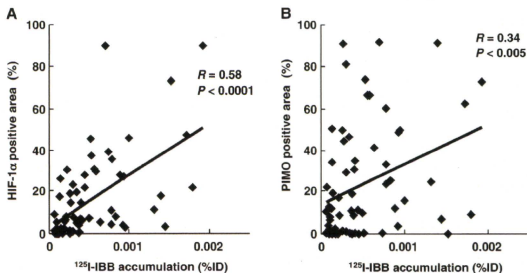 A
100
80
60
40
20
0
HIF-1α positive area (%)
R = 0.58
P < 0.0001
0
0.001
0.002
¹²⁵I-IBB accumulation (%ID)
B
100
80
60
40
20
0
PIMO positive area (%)
R = 0.34
P < 0.005
0
0.001
0.002
¹²⁵I-IBB accumulation (%ID)